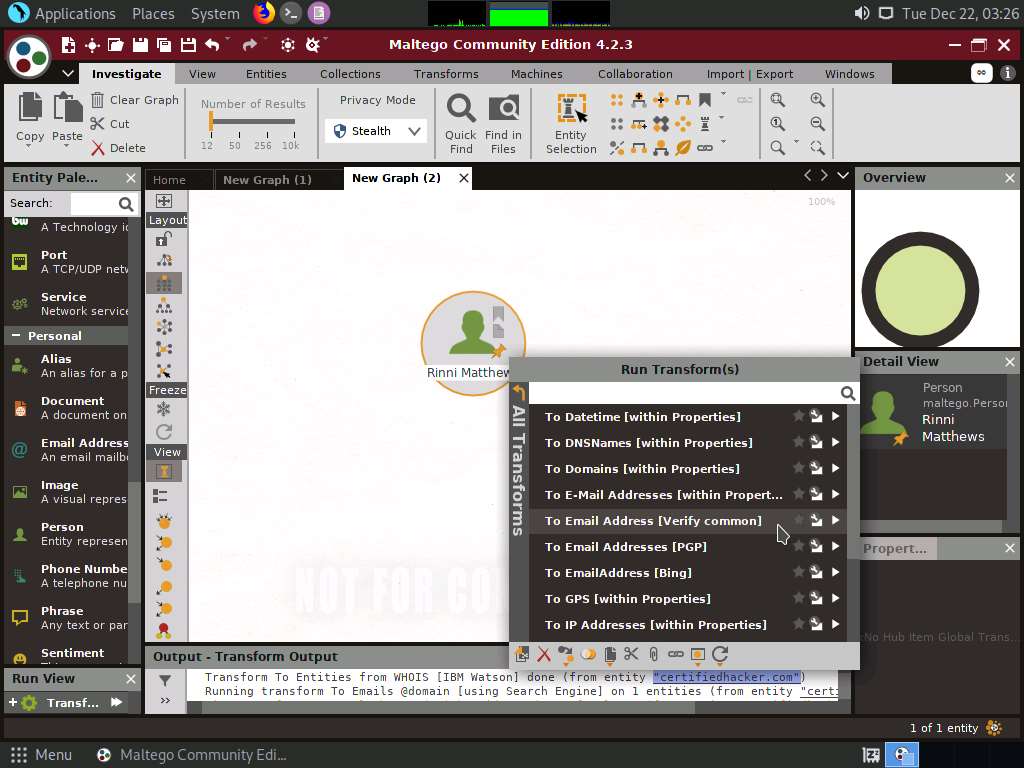 Applications Places System Tue Dec 22, 03:26
Maltego Community Edition 4.2.3
Investigate View Entities Collections Transforms Machines Collaboration Import | Export Windows
Copy Paste
Clear Graph
Cut
Delete
Number of Results
12 50 256 10k
Privacy Mode
Stealth
Quick Find
Find in Files
Entity Selection
Entity Pale...
Search:
A Technology ic
Port
A TCP/UDP netw
Service
Network service
Personal
Alias
An alias for a p
Document
A document on
Email Address
An email mailbo
Image
A visual repres
Person
Entity represen
Phone Numbe
A telephone nu
Phrase
Any text or par
Sentiment
Run View
Transf...
Home New Graph (1) New Graph (2)
Layout
Freeze
View
100%
Rinni Matthew
NOT FOR CO
Run Transform(s)
All Transforms
To Datetime [within Properties]
To DNSNames [within Properties]
To Domains [within Properties]
To E-Mail Addresses [within Propert...
To Email Address [Verify common]
To Email Addresses [PGP]
To EmailAddress [Bing]
To GPS [within Properties]
To IP Addresses [within Properties]
Overview
Detail View
Person
maltego.Perso
Rinni
Matthews
Propert...
<No Hub Item Global Trans...
Output - Transform Output
Transform To Entities from WHOIS [IBM Watson] done (from entity "certifiedhacker.com")
Running transform To Emails @domain [using Search Engine] on 1 entities (from entity "certi
1 of 1 entity
Menu Maltego Community Edi...